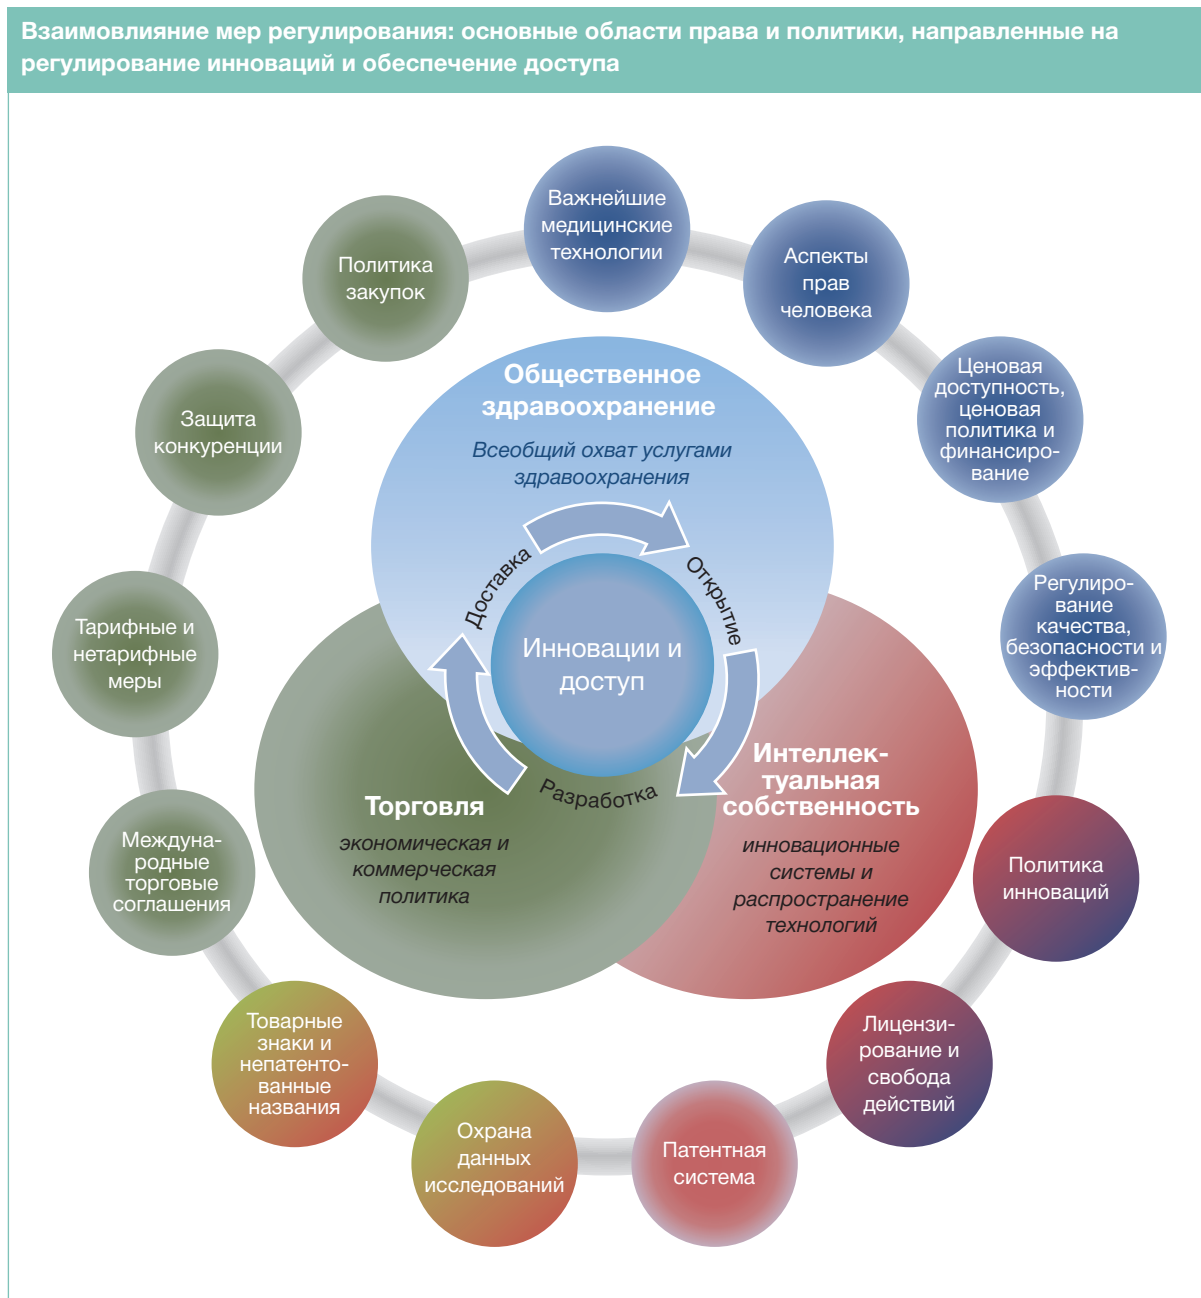 Взаимовлияние мер регулирования: основные области права и политики, направленные на
регулирование инноваций и обеспечение доступа
Важнейшие
медицинские
технологии
Аспекты
прав
человека
Ценовая
доступность,
ценовая
политика и
финансиро-
вание
Регулиро-
вание
качества,
безопасности и
эффектив-
ности
Политика
инноваций
Лицензи-
рование и
свобода
действий
Патентная
система
Охрана
данных
исследований
Товарные
знаки и
непатенто-
ванные
названия
Междуна-
родные
торговые
соглашения
Тарифные и
нетарифные
меры
Защита
конкуренции
Политика
закупок
Общественное
здравоохранение
Всеобщий охват услугами
здравоохранения
Доставка
Открытие
Разработка
Инновации и
доступ
Торговля
экономическая и
коммерческая
политика
Интеллек-
туальная
собственность
инновационные
системы и
распространение
технологий